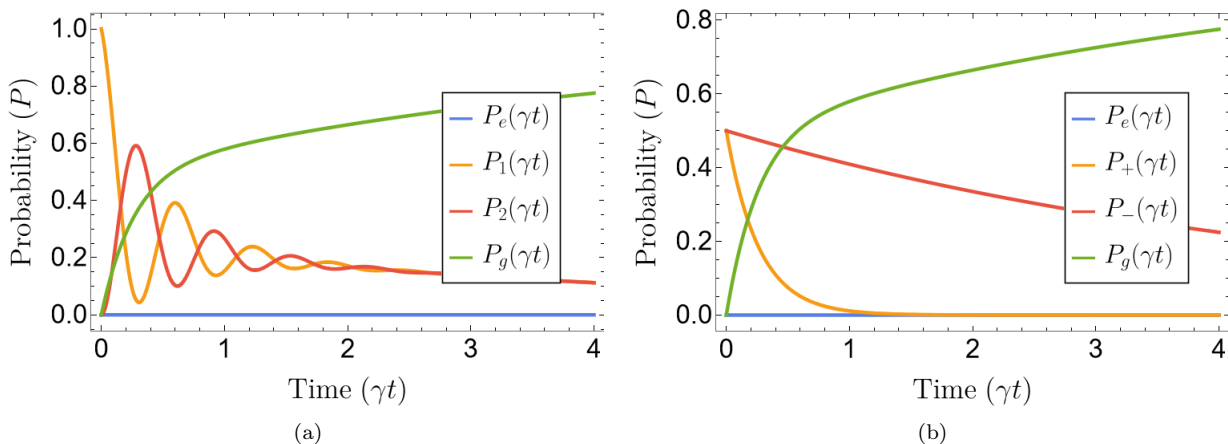 1.0
0.8
0.6
0.4
0.2
0.0
0
1
2
3
4
Probability (P)
Time (γt)
P_e(γt)
P_1(γt)
P_2(γt)
P_g(γt)
(a)
0.8
0.6
0.4
0.2
0.0
0
1
2
3
4
Probability (P)
Time (γt)
P_e(γt)
P_+(γt)
P_−(γt)
P_g(γt)
(b)